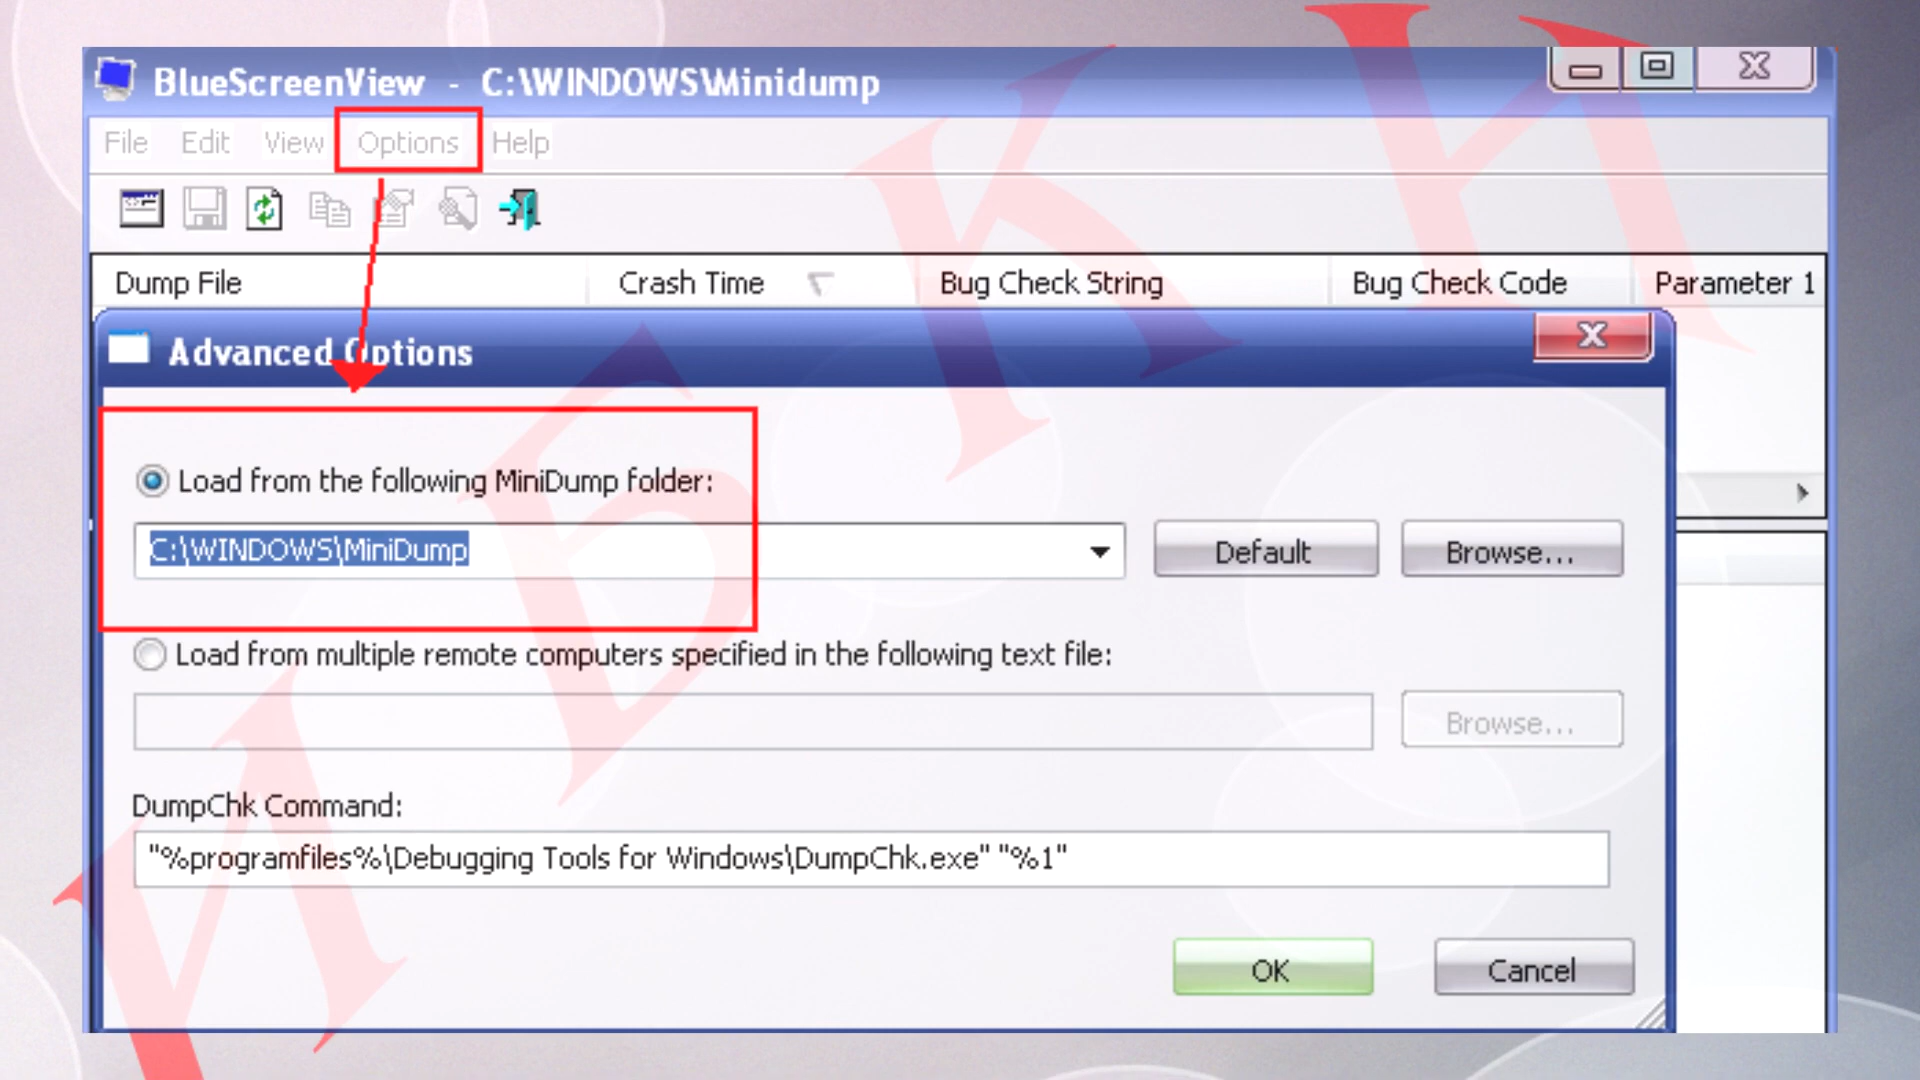 BlueScreenView - C:\WINDOWS\Minidump
File Edit View Options Help
Dump File Crash Time Bug Check String Bug Check Code Parameter 1
Advanced Options
Load from the following MiniDump folder:
C:\WINDOWS\MiniDump Default Browse...
Load from multiple remote computers specified in the following text file:
Browse...
DumpChk Command:
"%programfiles%\Debugging Tools for Windows\DumpChk.exe" "%1"
OK Cancel
ИБКН